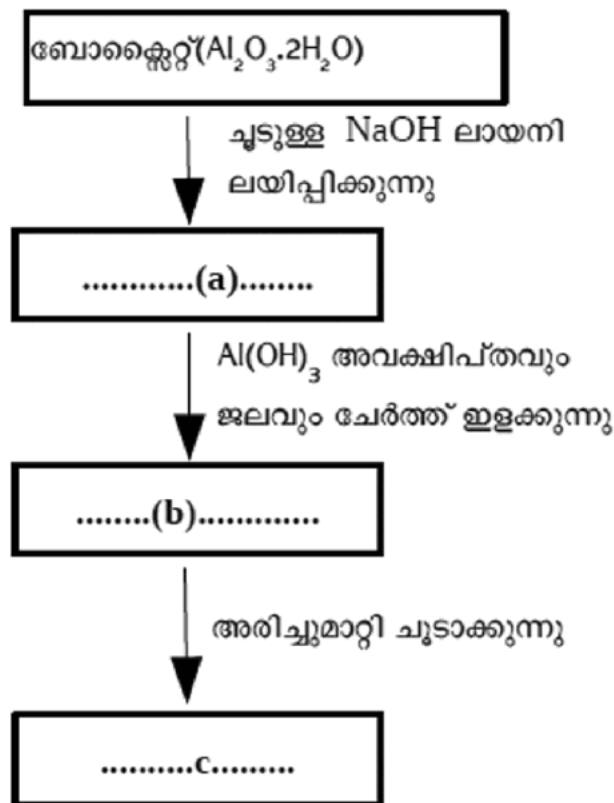 ബോക്സൈറ്റ്(Al₂O₃.2H₂O)
ചൂടുള്ള NaOH ലായനി
ലയിപ്പിക്കുന്നു
............(a)........
Al(OH)₃ അവക്ഷിപ്തവും
ജലവും ചേർത്ത് ഇളക്കുന്നു
........(b).............
അരിച്ചുമാറ്റി ചൂടാക്കുന്നു
..........c.........